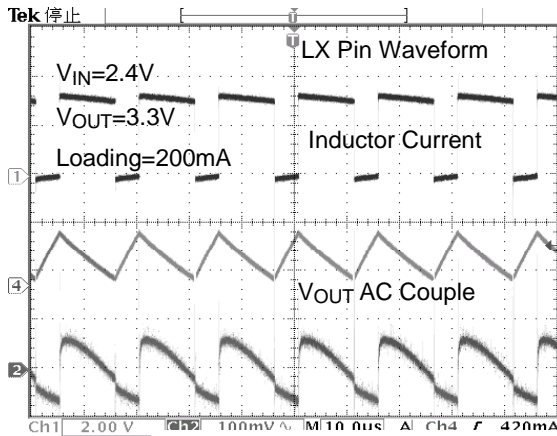 Tek 停止
T
T
LX Pin Waveform
VIN=2.4V
VOUT=3.3V
Inductor Current
Loading=200mA
1
4
VOUT AC Couple
2
Ch1 2.00 V Ch2 100mV∿ M 10.0µs A Ch4 ƒ 420mA